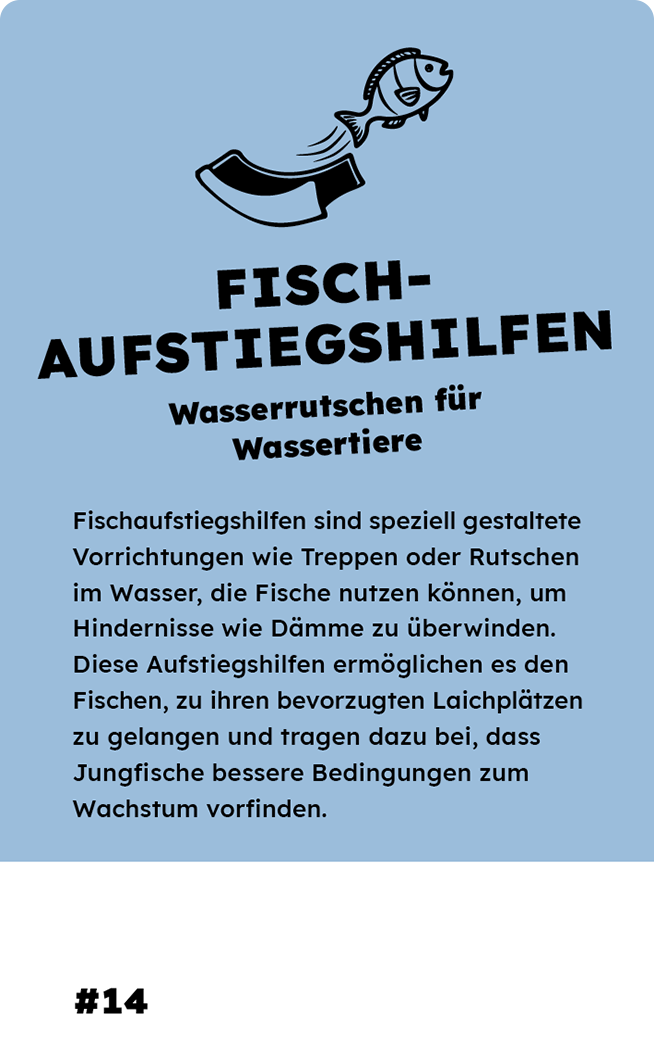 FISCH-
AUFSTIEGSHILFEN
Wasserrutschen für
Wassertiere
Fischaufstiegshilfen sind speziell gestaltete
Vorrichtungen wie Treppen oder Rutschen
im Wasser, die Fische nutzen können, um
Hindernisse wie Dämme zu überwinden.
Diese Aufstiegshilfen ermöglichen es den
Fischen, zu ihren bevorzugten Laichplätzen
zu gelangen und tragen dazu bei, dass
Jungfische bessere Bedingungen zum
Wachstum vorfinden.
#14